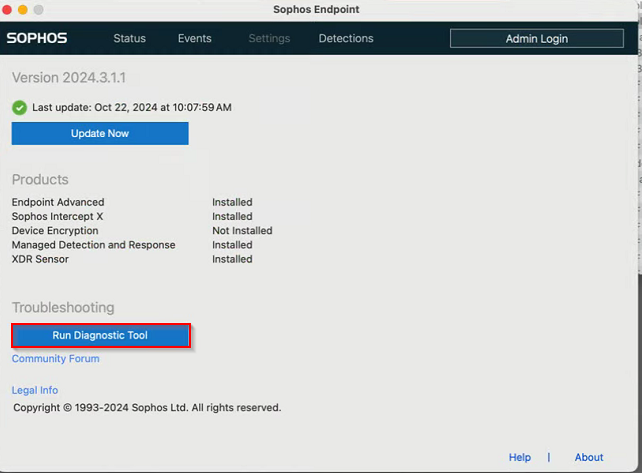 Sophos Endpoint
SOPHOS Status Events Settings Detections Admin Login
Version 2024.3.1.1
Last update: Oct 22, 2024 at 10:07:59 AM
Update Now
Products
Endpoint Advanced Installed
Sophos Intercept X Installed
Device Encryption Not Installed
Managed Detection and Response Installed
XDR Sensor Installed
Troubleshooting
Run Diagnostic Tool
Community Forum
Legal Info
Copyright © 1993-2024 Sophos Ltd. All rights reserved.
Help | About